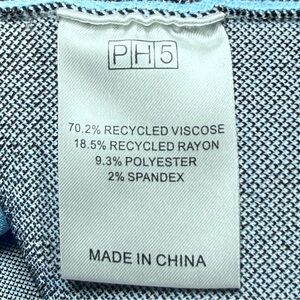 PH5
70.2% RECYCLED VISCOSE
18.5% RECYCLED RAYON
9.3% POLYESTER
2% SPANDEX
MADE IN CHINA